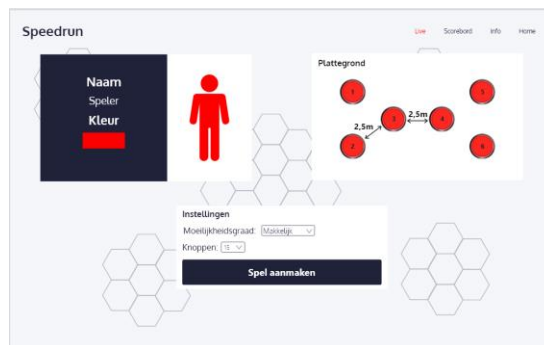 Speedrun
Live Scorebord Info Home
Naam
Speler
Kleur
Plattegrond
1
5
3
4
2,5m
2,5m
2
6
Instellingen
Moeilijkheidsgraad: Makkelijk
Knoppen: 15
Spel aanmaken